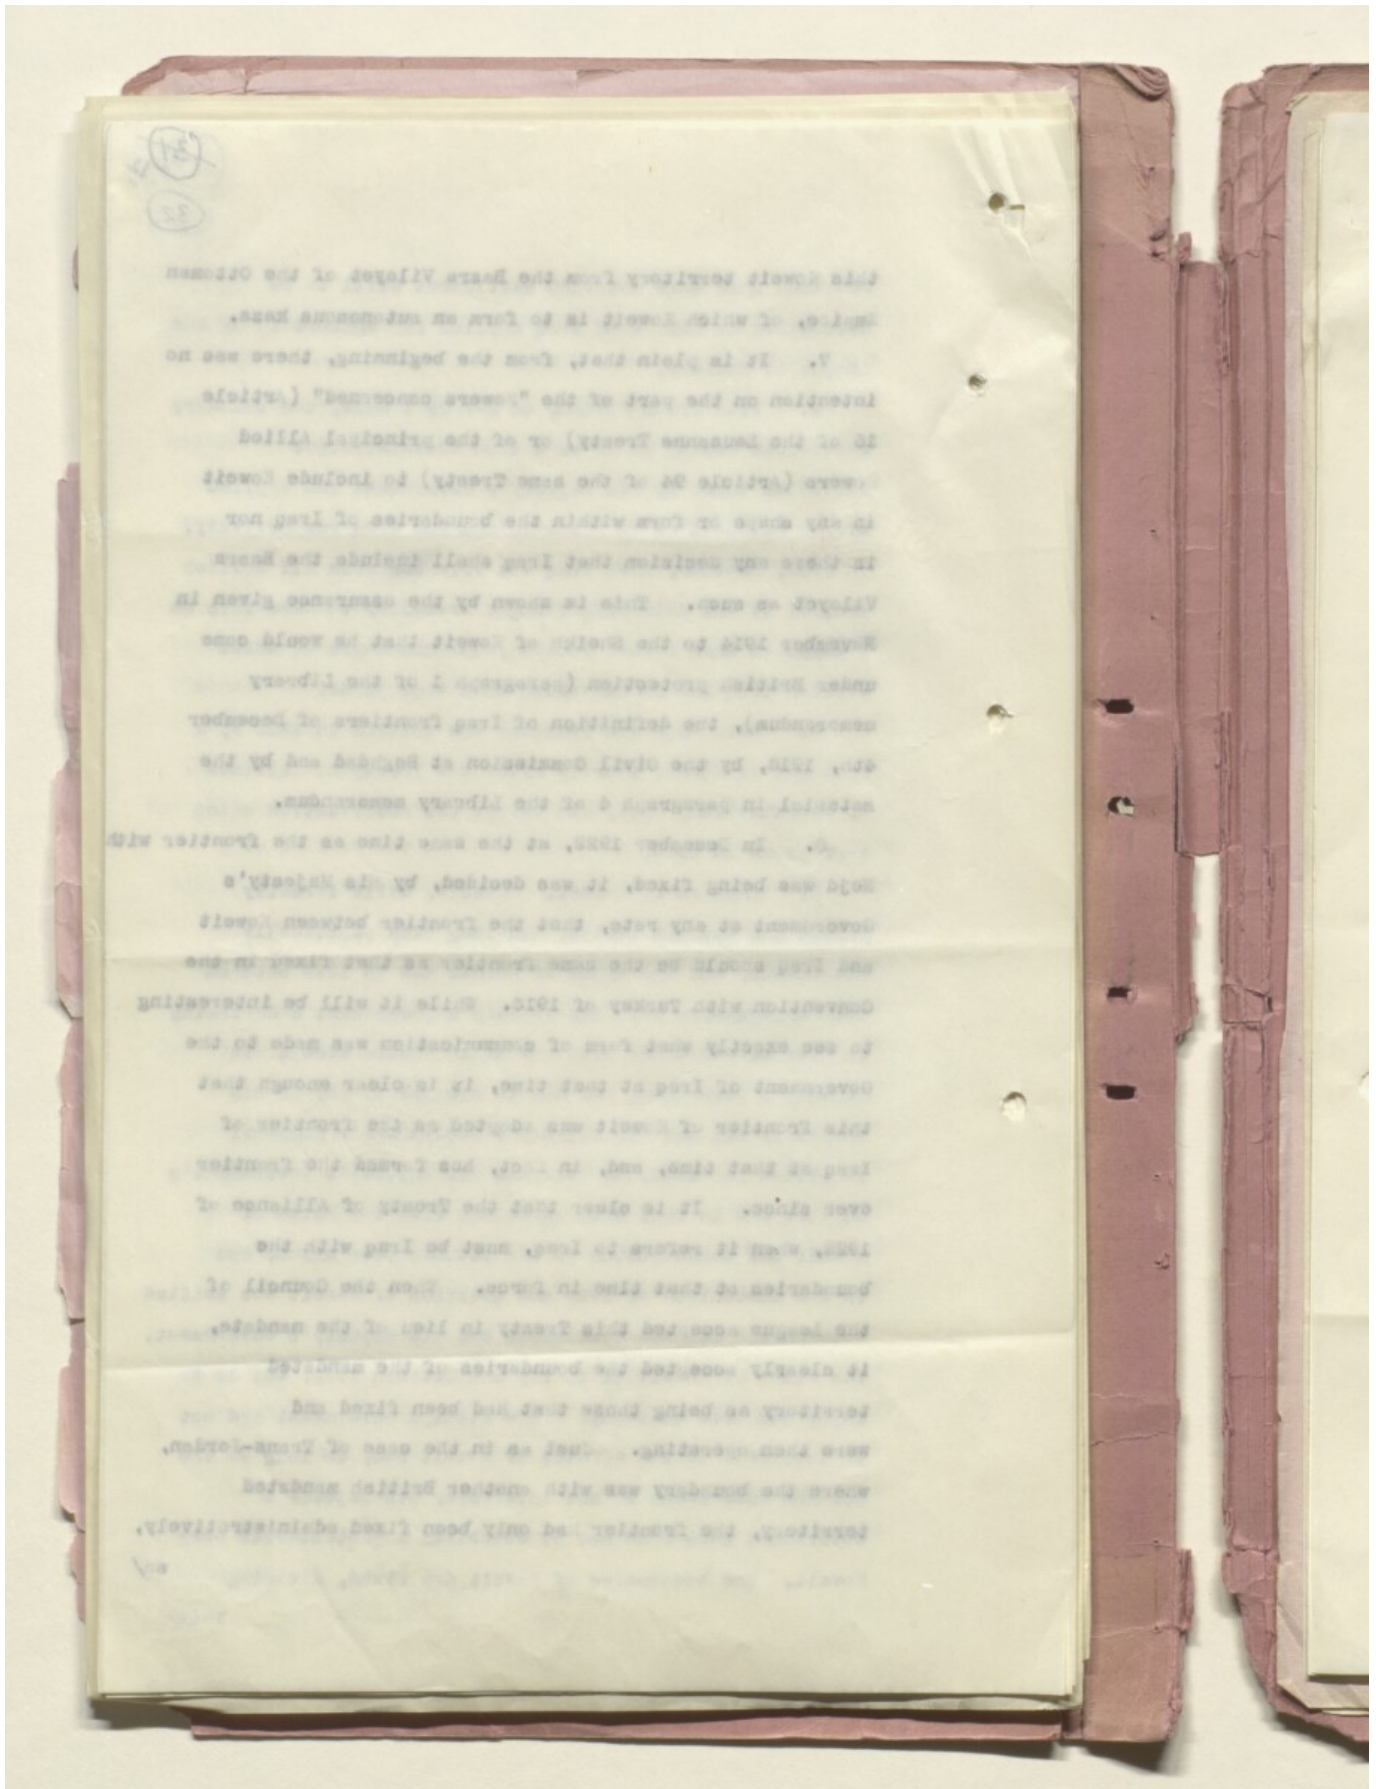 32
this Koweit territory from the Basra Vilayet of the Ottoman
Empire, of which Koweit is to form an autonomous kaza.
7. It is plain that, from the beginning, there was no
intention on the part of the "Powers concerned" (Article
16 of the Lausanne Treaty) or of the principal Allied
Powers (Article 94 of the same Treaty) to include Koweit
in any shape or form within the boundaries of Iraq nor
is there any decision that Iraq shall include the Basra
Vilayet as such. This is shown by the assurance given in
November 1914 to the Sheikh of Koweit that he would come
under British protection (paragraph 1 of the Library
memorandum), the definition of Iraq frontiers of December
4th, 1918, by the Civil Commission at Baghdad and by the
material in paragraph 4 of the Library memorandum.
8. In December 1922, at the same time as the frontier with
Nejd was being fixed, it was decided, by His Majesty's
Government at any rate, that the frontier between Koweit
and Iraq should be the same frontier as that fixed in the
Convention with Turkey of 1913. While it will be interesting
to see exactly what form of communication was made to the
Government of Iraq at that time, it is clear enough that
this frontier of Koweit was adopted as the frontier of
Iraq at that time, and, in fact, has formed the frontier
ever since. It is clear that the Treaty of Alliance of
1922, when it refers to Iraq, must be Iraq with the
boundaries at that time in force. When the Council of
the League accepted this Treaty in lieu of the mandate,
it clearly accepted the boundaries of the mandated
territory as being those that had been fixed and
were then operating. Just as in the case of Trans-Jordan,
where the boundary was with another British mandated
territory, the frontier had only been fixed administratively,
so/